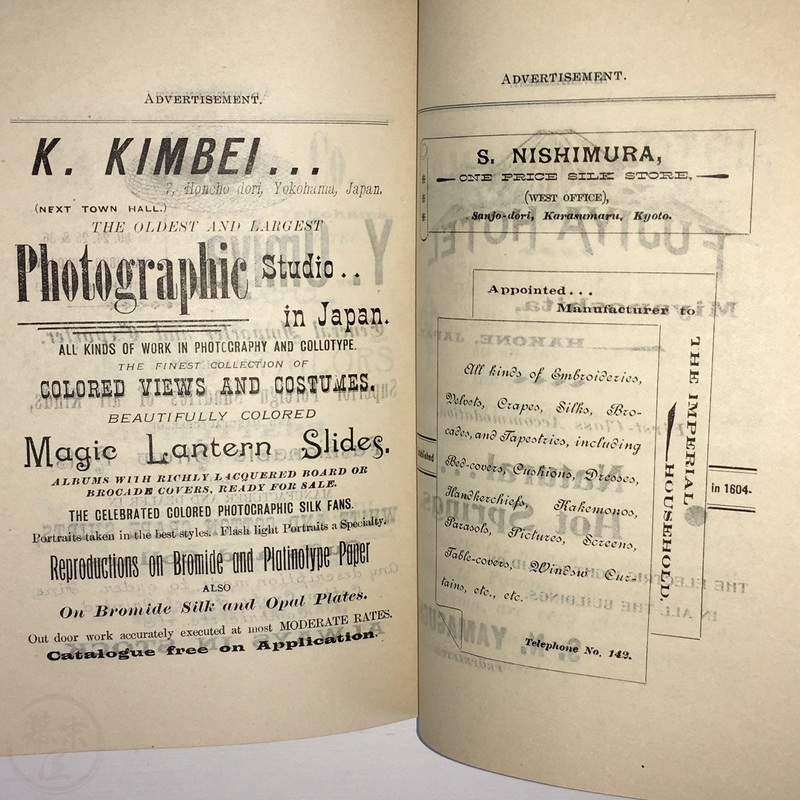 ADVERTISEMENT.
K. KIMBEI...
7, Honcho dori, Yokohama, Japan.
(NEXT TOWN HALL.)
THE OLDEST AND LARGEST
Photographic Studio..
in Japan.
ALL KINDS OF WORK IN PHOTOGRAPHY AND COLLOTYPE.
THE FINEST COLLECTION OF
COLORED VIEWS AND COSTUMES.
BEAUTIFULLY COLORED
Magic Lantern Slides.
ALBUMS WITH RICHLY LACQUERED BOARD OR
BROCADE COVERS, READY FOR SALE.
THE CELEBRATED COLORED PHOTOGRAPHIC SILK FANS.
Portraits taken in the best styles. Flash light Portraits a Specialty.
Reproductions on Bromide and Platinotype Paper
ALSO
On Bromide Silk and Opal Plates.
Out door work accurately executed at most MODERATE RATES.
Catalogue free on Application.
ADVERTISEMENT.
S. NISHIMURA,
ONE PRICE SILK STORE,
(WEST OFFICE),
Sanjo-dori, Karasumaru, Kyoto.
Appointed...
Manufacturer to
THE IMPERIAL
HOUSEHOLD.
All kinds of Embroideries,
Velvets, Crapes, Silks, Bro-
cades, and Tapestries, including
Bed-covers, Cushions, Dresses,
Handkerchiefs, Kakemonos,
Parasols, Pictures, Screens,
Table-covers, Window Cur-
tains, etc., etc.
Telephone No. 142.
Established
in 1604-